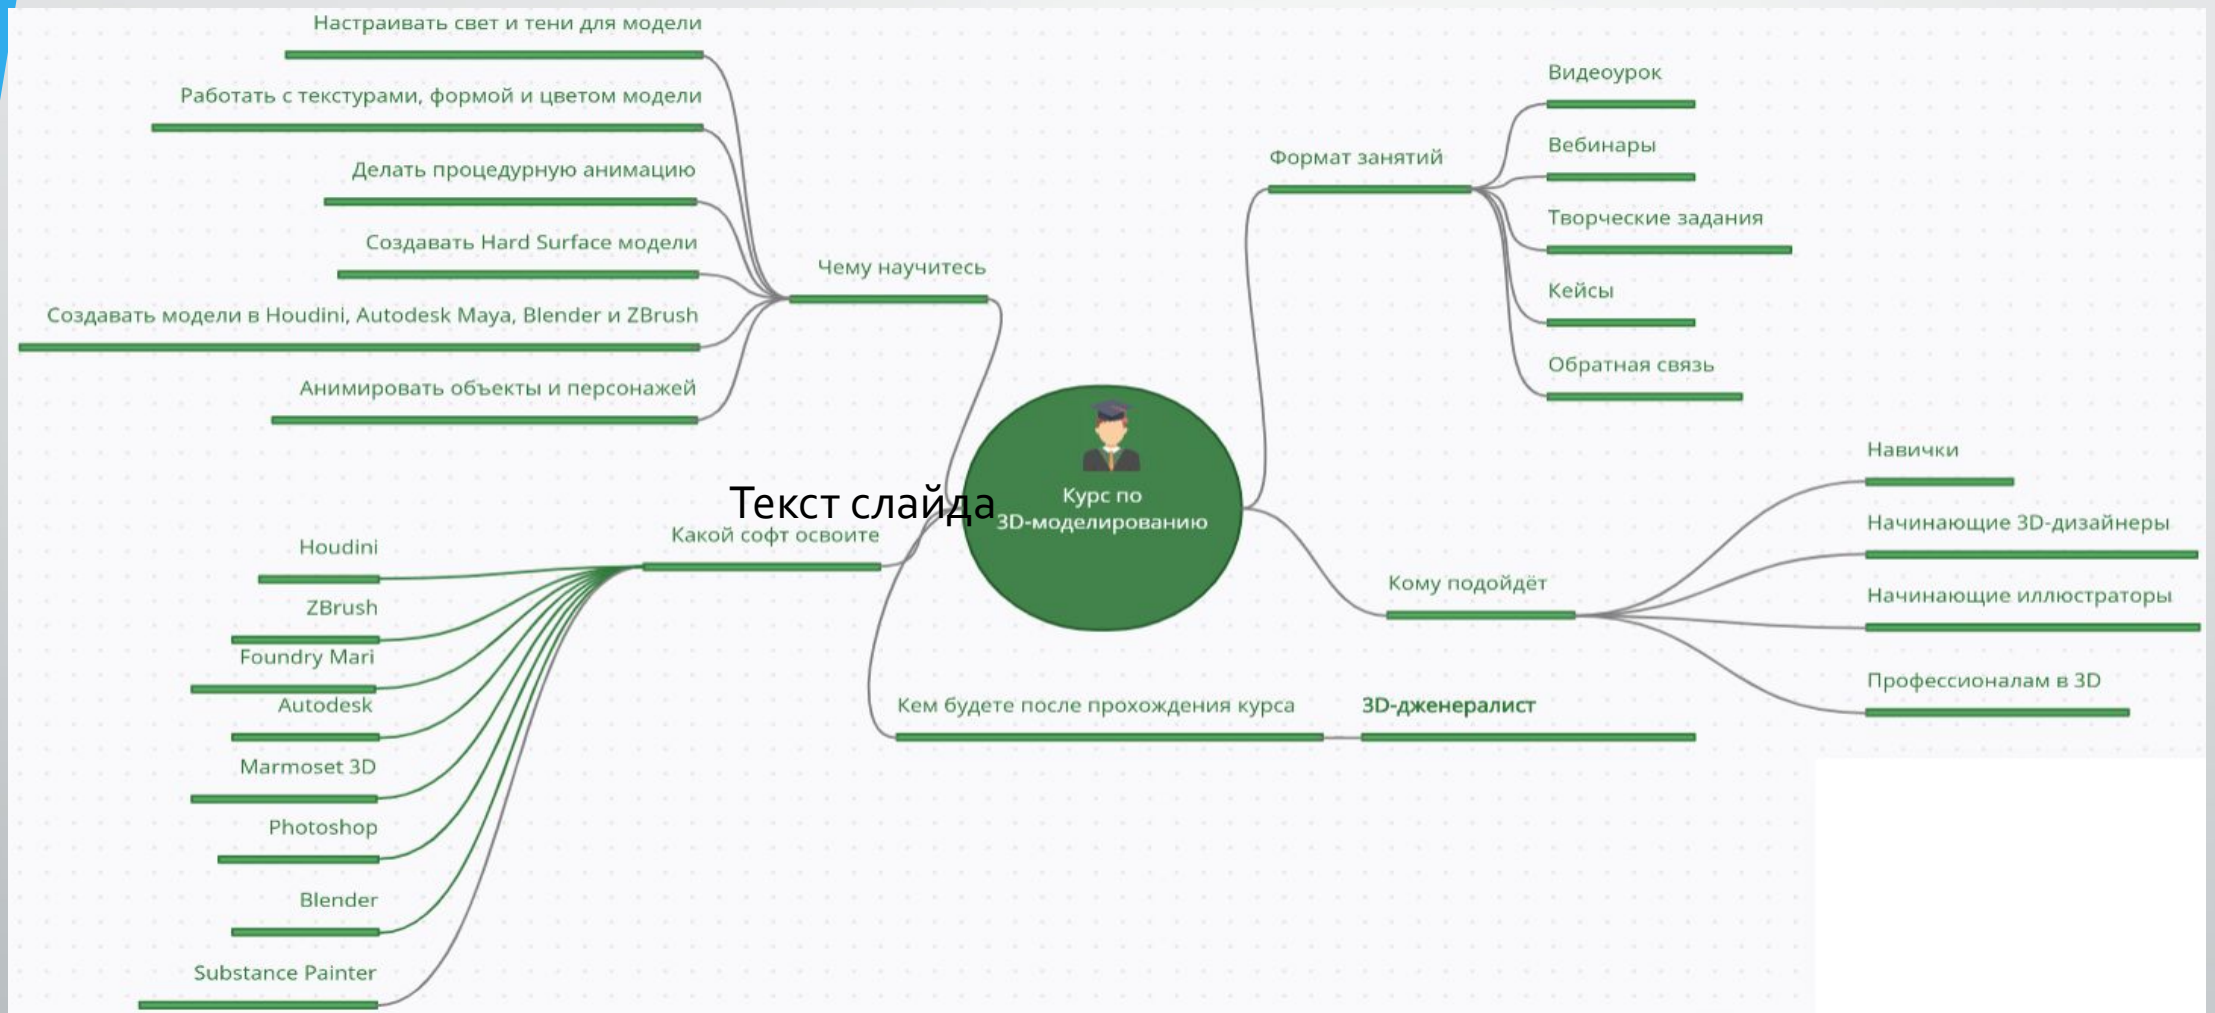 Настраивать свет и тени для модели
Работать с текстурами, формой и цветом модели
Делать процедурную анимацию
Создавать Hard Surface модели
Создавать модели в Houdini, Autodesk Maya, Blender и ZBrush
Анимировать объекты и персонажей
Чему научитесь
Формат занятий
Видеоурок
Вебинары
Творческие задания
Кейсы
Обратная связь
Текст слайда
Курс по
3D-моделированию
Какой софт освоите
Houdini
ZBrush
Foundry Mari
Autodesk
Marmoset 3D
Photoshop
Blender
Substance Painter
Кому подойдёт
Навички
Начинающие 3D-дизайнеры
Начинающие иллюстраторы
Профессионалам в 3D
Кем будете после прохождения курса
3D-дженералист